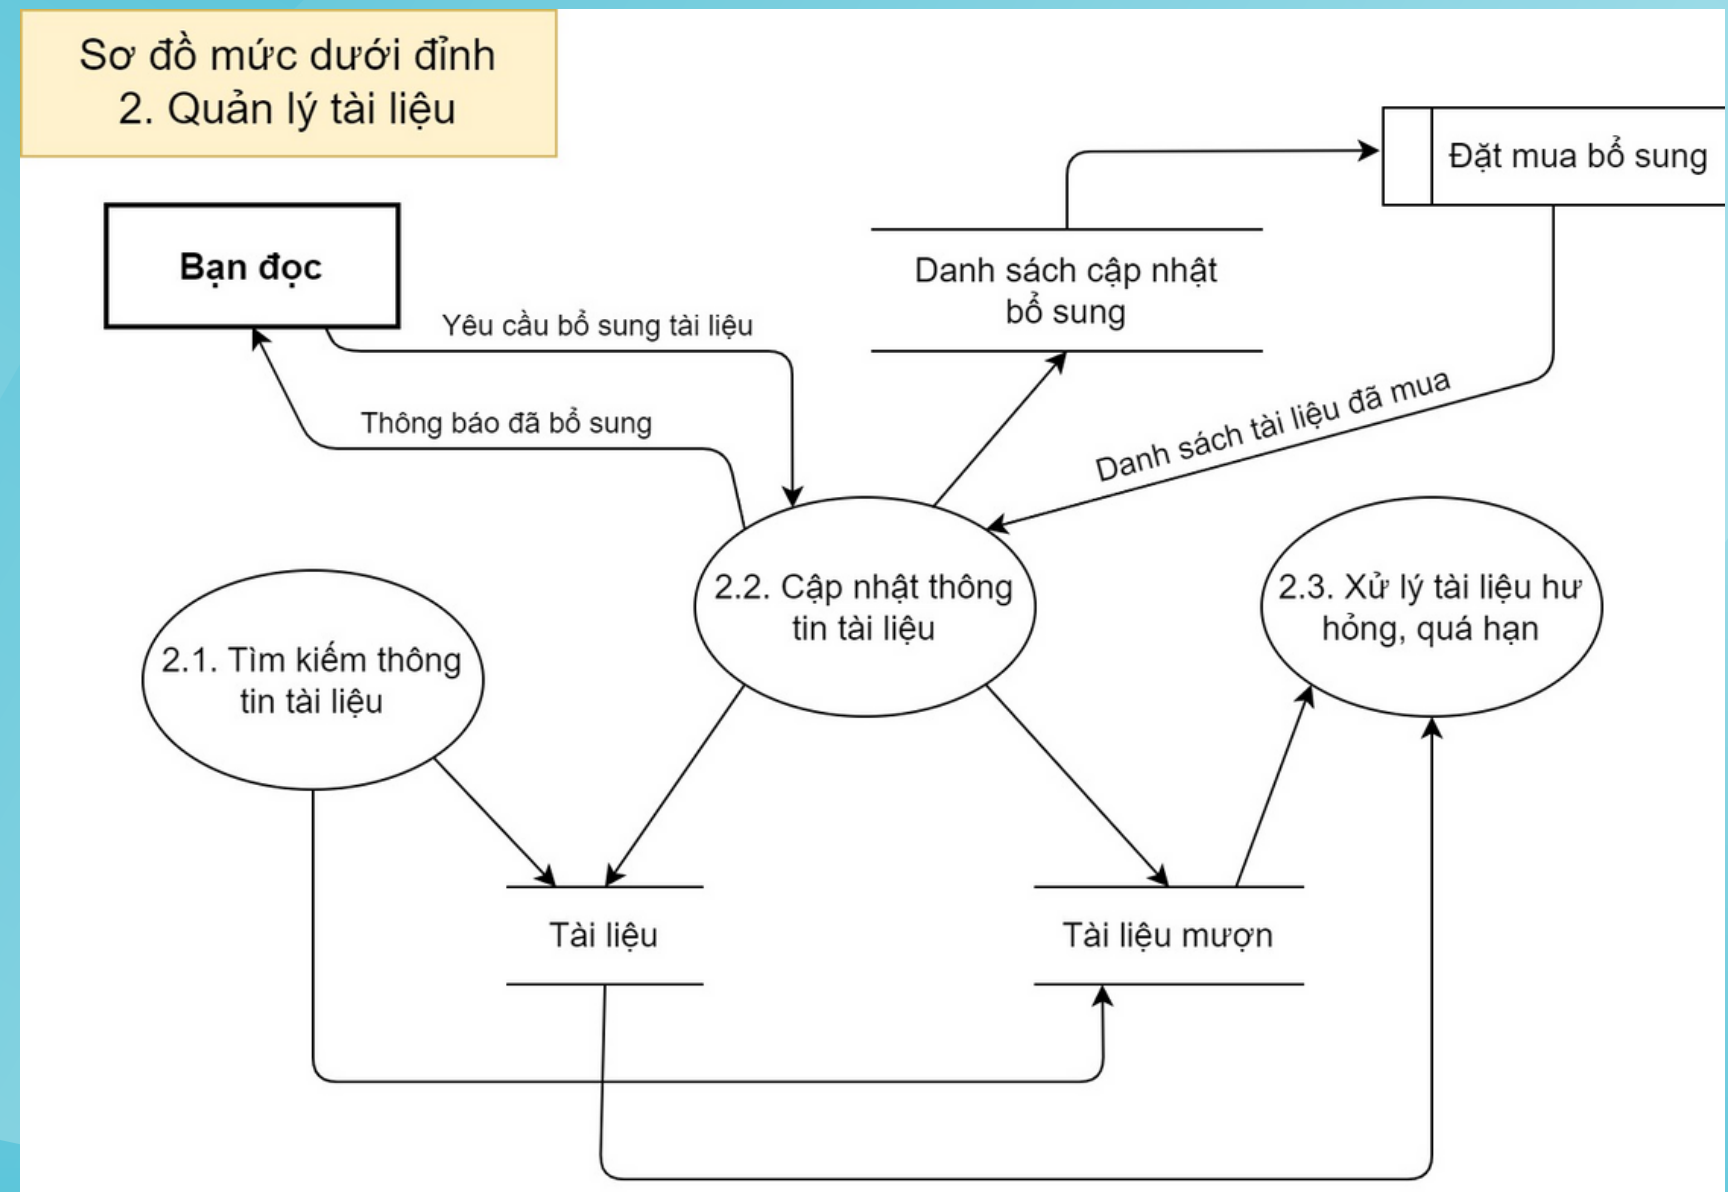 Sơ đồ mức dưới đỉnh
2. Quản lý tài liệu
Đặt mua bổ sung
Bạn đọc
Danh sách cập nhật
bổ sung
Yêu cầu bổ sung tài liệu
Thông báo đã bổ sung
Danh sách tài liệu đã mua
2.2. Cập nhật thông
tin tài liệu
2.3. Xử lý tài liệu hư
hỏng, quá hạn
2.1. Tìm kiếm thông
tin tài liệu
Tài liệu
Tài liệu mượn